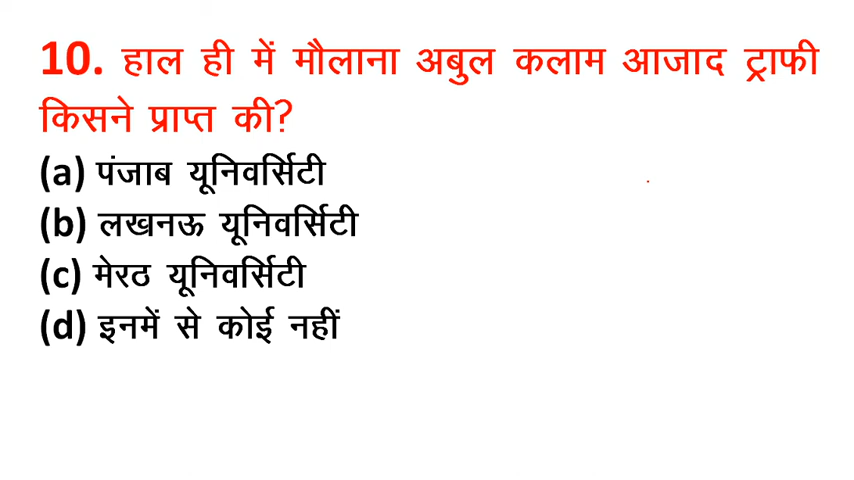 10. हाल ही में मौलाना अबुल कलाम आजाद ट्राफी
किसने प्राप्त की?
(a) पंजाब यूनिवर्सिटी
(b) लखनऊ यूनिवर्सिटी
(c) मेरठ यूनिवर्सिटी
(d) इनमें से कोई नहीं